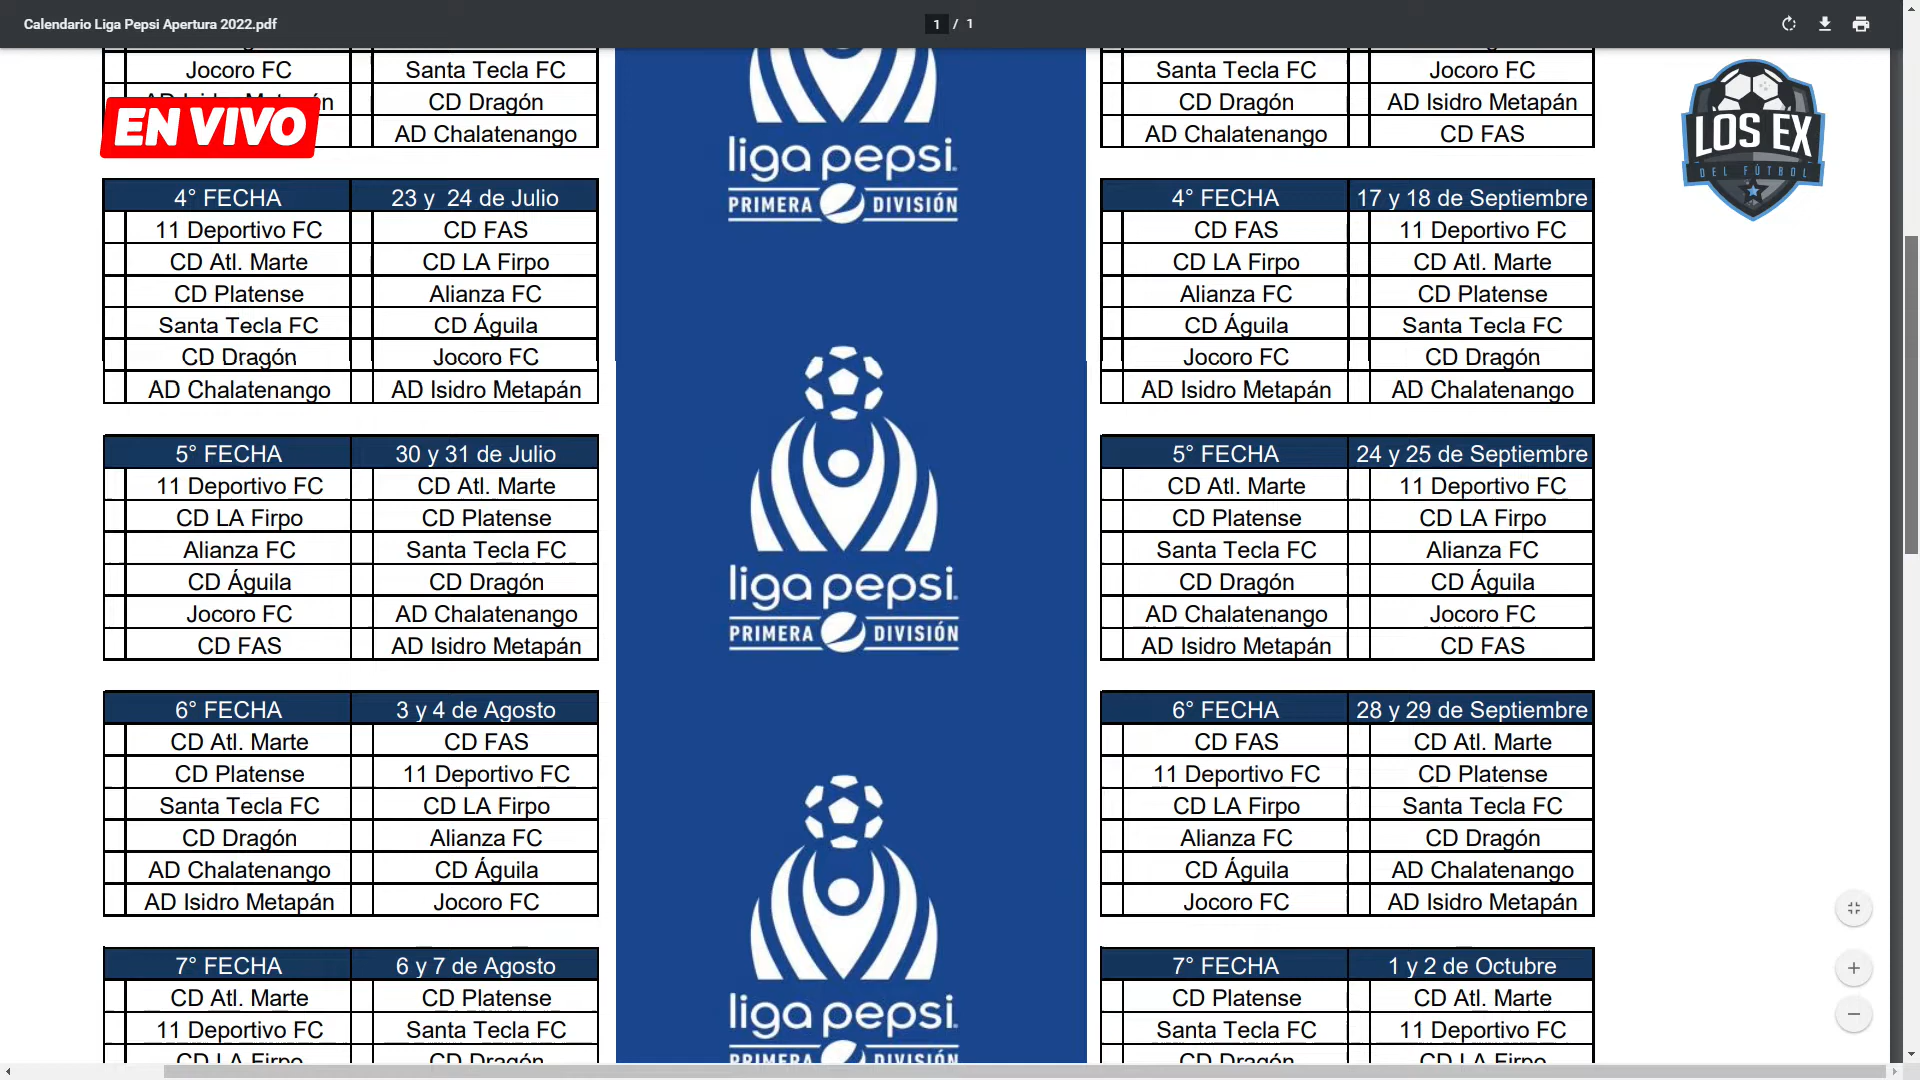 Calendario Liga Pepsi Apertura 2022.pdf
1 / 1
Jocoro FC Santa Tecla FC
CD Dragón
AD Chalatenango
EN VIVO
4° FECHA 23 y 24 de Julio
11 Deportivo FC CD FAS
CD Atl. Marte CD LA Firpo
CD Platense Alianza FC
Santa Tecla FC CD Águila
CD Dragón Jocoro FC
AD Chalatenango AD Isidro Metapán
5° FECHA 30 y 31 de Julio
11 Deportivo FC CD Atl. Marte
CD LA Firpo CD Platense
Alianza FC Santa Tecla FC
CD Águila CD Dragón
Jocoro FC AD Chalatenango
CD FAS AD Isidro Metapán
6° FECHA 3 y 4 de Agosto
CD Atl. Marte CD FAS
CD Platense 11 Deportivo FC
Santa Tecla FC CD LA Firpo
CD Dragón Alianza FC
AD Chalatenango CD Águila
AD Isidro Metapán Jocoro FC
7° FECHA 6 y 7 de Agosto
CD Atl. Marte CD Platense
11 Deportivo FC Santa Tecla FC
CD LA Firpo CD Dragón
liga pepsi.
PRIMERA DIVISIÓN
liga pepsi.
PRIMERA DIVISIÓN
liga pepsi.
PRIMERA DIVISIÓN
Santa Tecla FC Jocoro FC
CD Dragón AD Isidro Metapán
AD Chalatenango CD FAS
4° FECHA 17 y 18 de Septiembre
CD FAS 11 Deportivo FC
CD LA Firpo CD Atl. Marte
Alianza FC CD Platense
CD Águila Santa Tecla FC
Jocoro FC CD Dragón
AD Isidro Metapán AD Chalatenango
5° FECHA 24 y 25 de Septiembre
CD Atl. Marte 11 Deportivo FC
CD Platense CD LA Firpo
Santa Tecla FC Alianza FC
CD Dragón CD Águila
AD Chalatenango Jocoro FC
AD Isidro Metapán CD FAS
6° FECHA 28 y 29 de Septiembre
CD FAS CD Atl. Marte
11 Deportivo FC CD Platense
CD LA Firpo Santa Tecla FC
Alianza FC CD Dragón
CD Águila AD Chalatenango
Jocoro FC AD Isidro Metapán
7° FECHA 1 y 2 de Octubre
CD Platense CD Atl. Marte
Santa Tecla FC 11 Deportivo FC
CD Dragón CD LA Firpo
LOS EX
DEL FÚTBOL